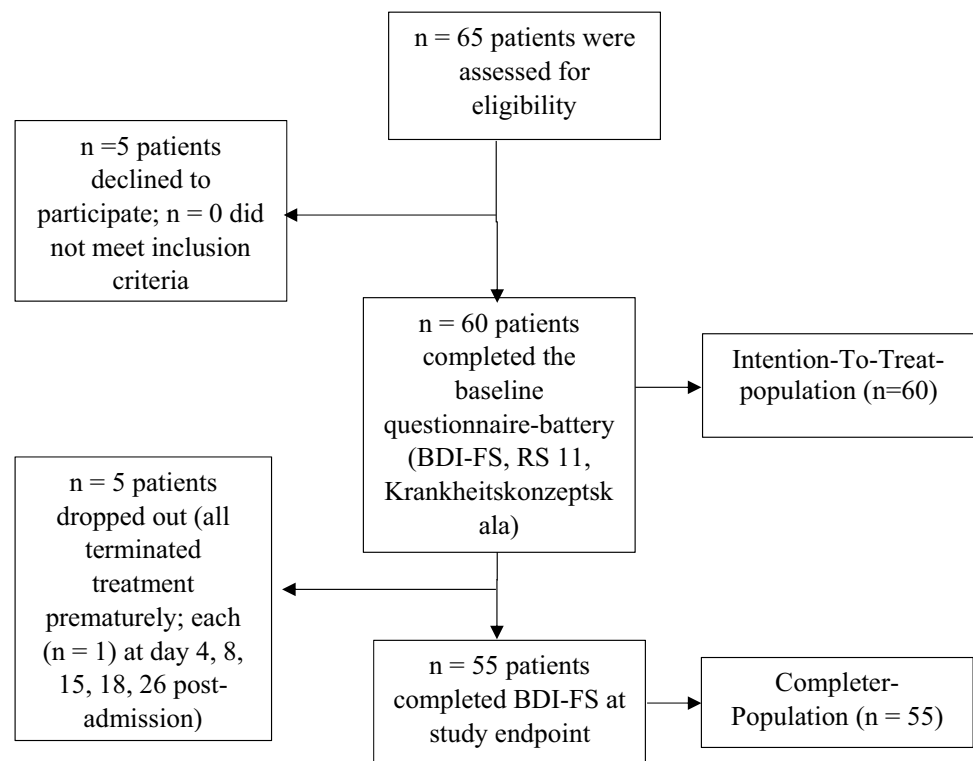 n = 65 patients were
assessed for
eligibility
n =5 patients
declined to
participate; n = 0 did
not meet inclusion
criteria
n = 60 patients
completed the
baseline
questionnaire-battery
(BDI-FS, RS 11,
Krankheitskonzeptsk
ala)
Intention-To-Treat-
population (n=60)
n = 5 patients
dropped out (all
terminated
treatment
prematurely; each
(n = 1) at day 4, 8,
15, 18, 26 post-
admission)
n = 55 patients
completed BDI-FS at
study endpoint
Completer-
Population (n = 55)